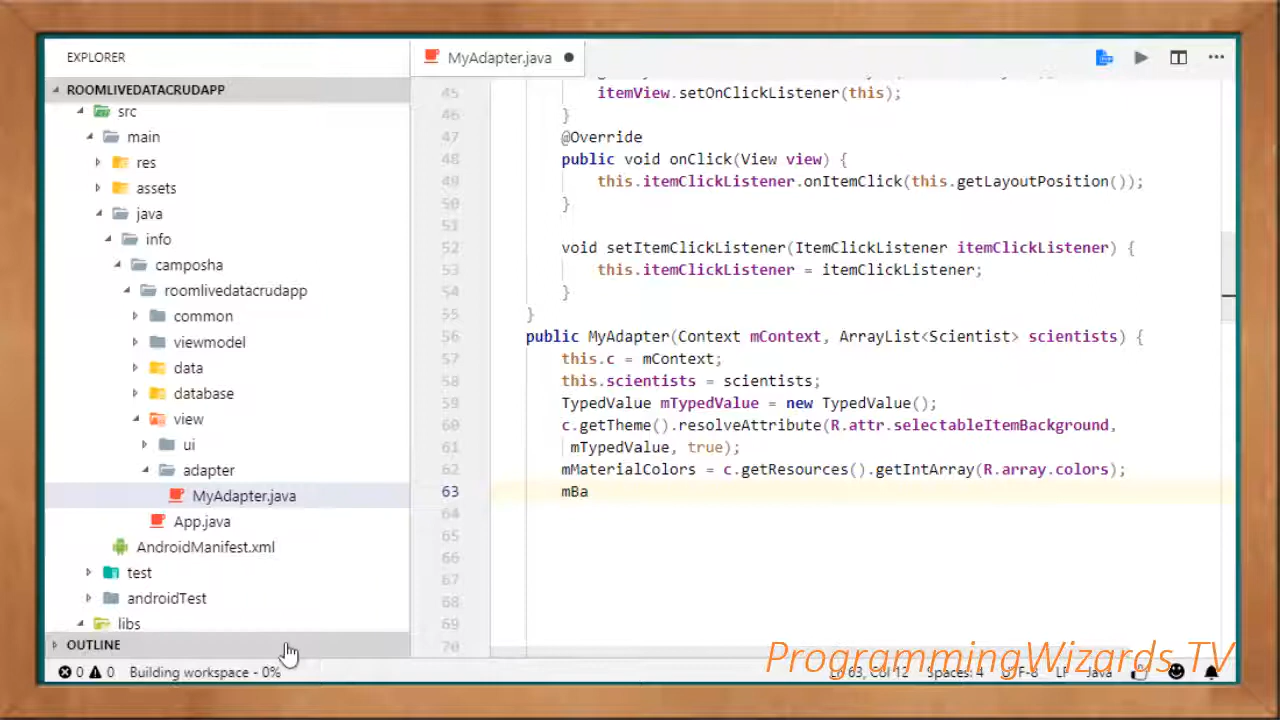 EXPLORER
ROOMLIVEDATACRUDAPP
src
main
res
assets
java
info
camposha
roomlivedatacrudapp
common
viewmodel
data
database
view
ui
adapter
MyAdapter.java
App.java
AndroidManifest.xml
test
androidTest
libs
OUTLINE
MyAdapter.java
45 itemView.setOnClickListener(this);
46 }
47 @Override
48 public void onClick(View view) {
49 this.itemClickListener.onItemClick(this.getLayoutPosition());
50 }
51
52 void setItemClickListener(ItemClickListener itemClickListener) {
53 this.itemClickListener = itemClickListener;
54 }
55 }
56 public MyAdapter(Context mContext, ArrayList<Scientist> scientists) {
57 this.c = mContext;
58 this.scientists = scientists;
59 TypedValue mTypedValue = new TypedValue();
60 c.getTheme().resolveAttribute(R.attr.selectableItemBackground,
61 mTypedValue, true);
62 mMaterialColors = c.getResources().getIntArray(R.array.colors);
63 mBa
64
65
66
67
68
69
70
ProgrammingWizards TV
0 0 Building workspace - 0% Ln 63, Col 12 Spaces: 4 LF Java